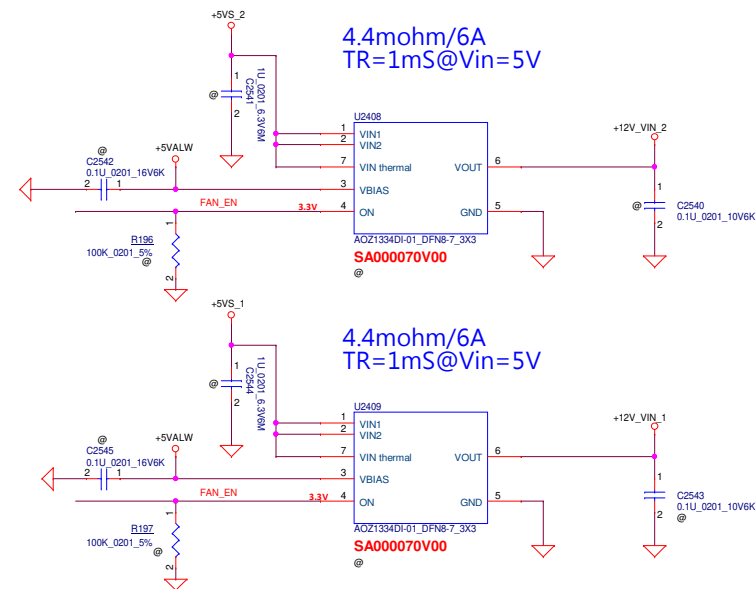 +5VS_2
4.4mohm/6A
TR=1mS@Vin=5V
1
@
2
C2541
1U_0201_6.3V6M
U2408
1 VIN1
2 VIN2
7 VIN thermal
3 VBIAS
4 ON
VOUT 6
GND 5
+12V_VIN_2
1
@
2
C2540
0.1U_0201_10V6K
@
C2542
0.1U_0201_16V6K
2 1
+5VALW
FAN_EN
3.3V
1
R196
100K_0201_5%
@
2
AOZ1334DI-01_DFN8-7_3X3
SA000070V00
@
+5VS_1
4.4mohm/6A
TR=1mS@Vin=5V
1
@
2
C2544
1U_0201_6.3V6M
U2409
1 VIN1
2 VIN2
7 VIN thermal
3 VBIAS
4 ON
VOUT 6
GND 5
+12V_VIN_1
1
2
C2543
0.1U_0201_10V6K
@
@
C2545
0.1U_0201_16V6K
2 1
+5VALW
FAN_EN
3.3V
1
R197
100K_0201_5%
@
2
AOZ1334DI-01_DFN8-7_3X3
SA000070V00
@